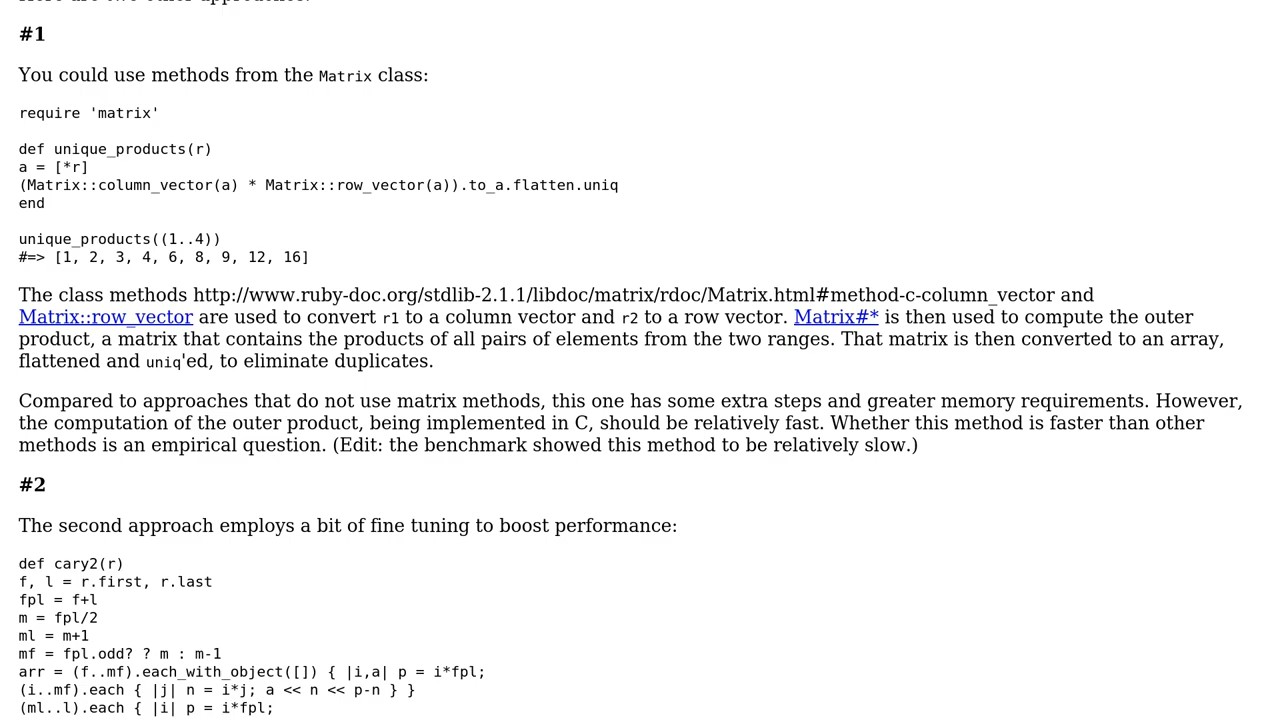 #1
You could use methods from the Matrix class:
require 'matrix'
def unique_products(r)
a = [*r]
(Matrix::column_vector(a) * Matrix::row_vector(a)).to_a.flatten.uniq
end
unique_products((1..4))
#=> [1, 2, 3, 4, 6, 8, 9, 12, 16]
The class methods http://www.ruby-doc.org/stdlib-2.1.1/libdoc/matrix/rdoc/Matrix.html#method-c-column_vector and
Matrix::row_vector are used to convert r1 to a column vector and r2 to a row vector. Matrix#* is then used to compute the outer
product, a matrix that contains the products of all pairs of elements from the two ranges. That matrix is then converted to an array,
flattened and uniq'ed, to eliminate duplicates.
Compared to approaches that do not use matrix methods, this one has some extra steps and greater memory requirements. However,
the computation of the outer product, being implemented in C, should be relatively fast. Whether this method is faster than other
methods is an empirical question. (Edit: the benchmark showed this method to be relatively slow.)
#2
The second approach employs a bit of fine tuning to boost performance:
def cary2(r)
f, l = r.first, r.last
fpl = f+l
m = fpl/2
ml = m+1
mf = fpl.odd? ? m : m-1
arr = (f..mf).each_with_object([]) { |i,a| p = i*fpl;
(i..mf).each { |j| n = i*j; a << n << p-n } }
(ml..l).each { |i| p = i*fpl;